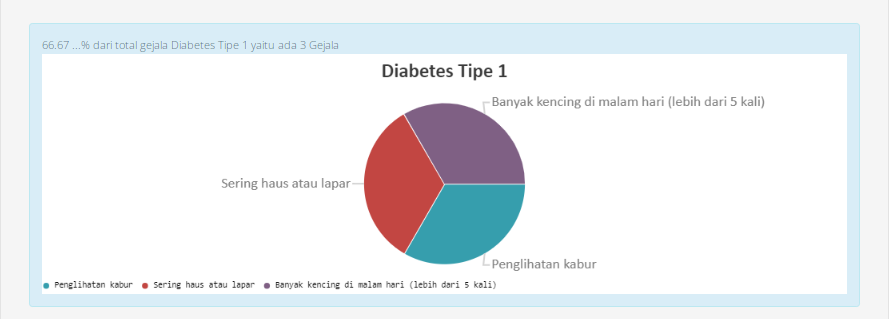 66.67 ...% dari total gejala Diabetes Tipe 1 yaitu ada 3 Gejala
Diabetes Tipe 1
Banyak kencing di malam hari (lebih dari 5 kali)
Sering haus atau lapar
Penglihatan kabur
Penglihatan kabur Sering haus atau lapar Banyak kencing di malam hari (lebih dari 5 kali)